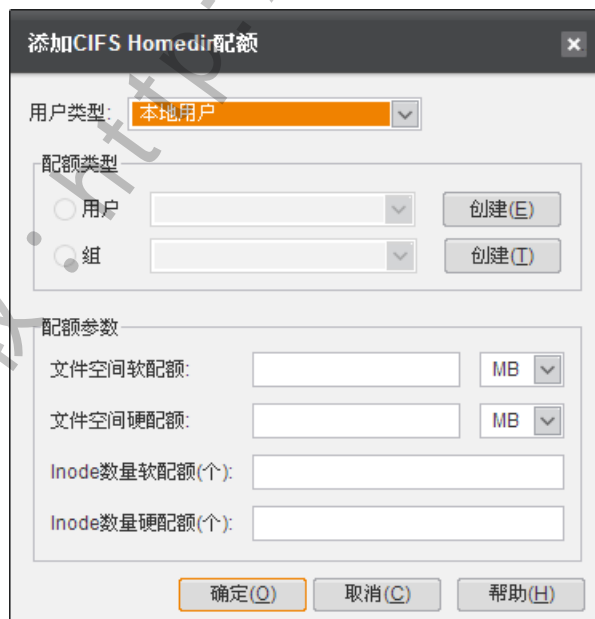 添加CIFS Homedir配额
用户类型: 本地用户
配额类型
用户 创建(E)
组 创建(T)
配额参数
文件空间软配额: MB
文件空间硬配额: MB
Inode数量软配额(个):
Inode数量硬配额(个):
确定(O) 取消(C) 帮助(H)
: http: